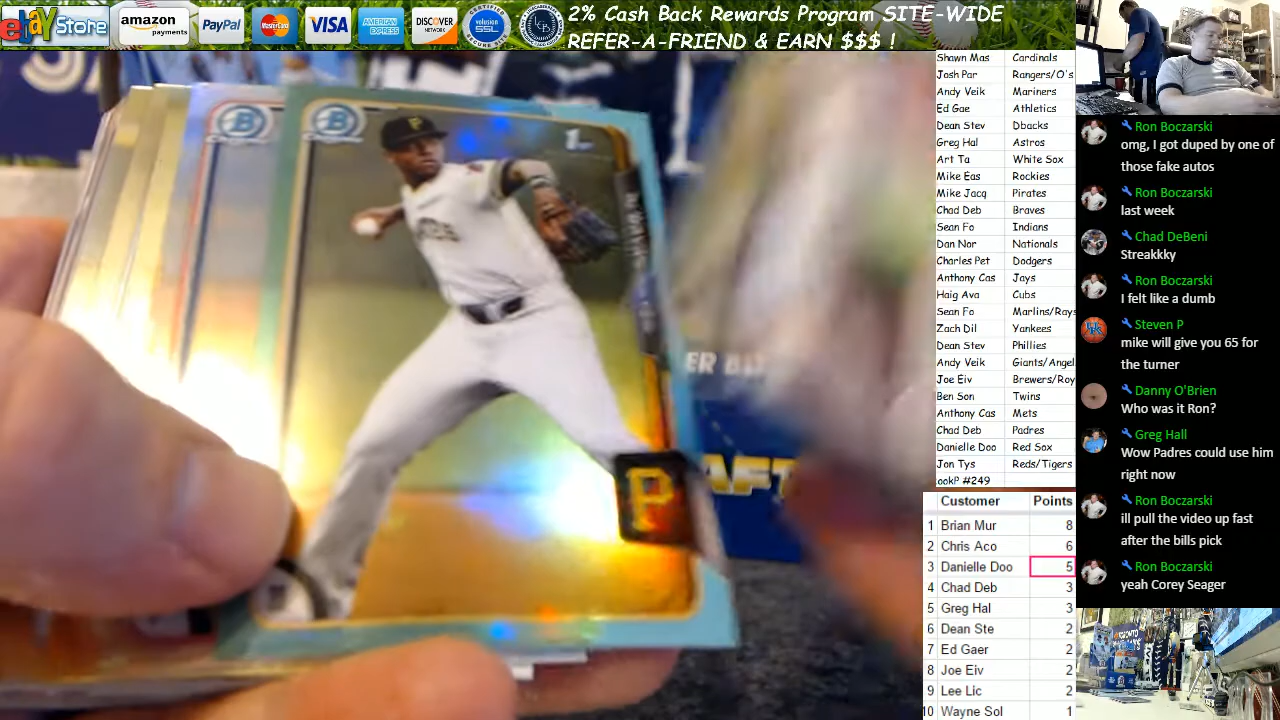 ebay Store
amazon payments
PayPal
MasterCard
VISA
AMERICAN EXPRESS
DISCOVER NETWORK
volusion SSL
2% Cash Back Rewards Program SITE-WIDE
REFER-A-FRIEND & EARN $$$ !
B
B
1
P
ER BA
AFT
Shawn Mas Cardinals
Josh Par Rangers/O's
Andy Veik Mariners
Ed Gae Athletics
Dean Stev Dbacks
Greg Hal Astros
Art Ta White Sox
Mike Eas Rockies
Mike Jacq Pirates
Chad Deb Braves
Sean Fo Indians
Dan Nor Nationals
Charles Pet Dodgers
Anthony Cas Jays
Haig Ava Cubs
Sean Fo Marlins/Rays
Zach Dil Yankees
Dean Stev Phillies
Andy Veik Giants/Angel
Joe Eiv Brewers/Roy
Ben Son Twins
Anthony Cas Mets
Chad Deb Padres
Danielle Doo Red Sox
Jon Tys Reds/Tigers
ookP #249
Customer Points
1 Brian Mur 8
2 Chris Aco 6
3 Danielle Doo 5
4 Chad Deb 3
5 Greg Hal 3
6 Dean Ste 2
7 Ed Gaer 2
8 Joe Eiv 2
9 Lee Lic 2
10 Wayne Sol 1
Ron Boczarski
omg, I got duped by one of
those fake autos
Ron Boczarski
last week
Chad DeBeni
Streakkky
Ron Boczarski
I felt like a dumb
Steven P
mike will give you 65 for
the turner
Danny O'Brien
Who was it Ron?
Greg Hall
Wow Padres could use him
right now
Ron Boczarski
ill pull the video up fast
after the bills pick
Ron Boczarski
yeah Corey Seager